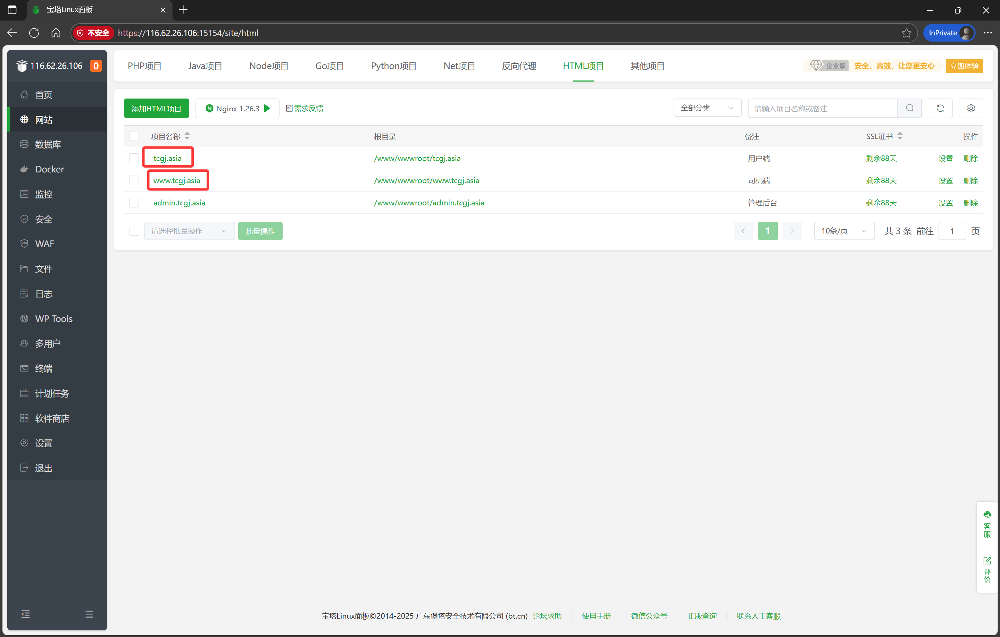 宝塔Linux面板
不安全 https://116.62.26.106:15154/site/html
InPrivate
116.62.26.106 0
首页
网站
数据库
Docker
监控
安全
WAF
文件
日志
WP Tools
多用户
终端
计划任务
软件商店
设置
退出
PHP项目 Java项目 Node项目 Go项目 Python项目 Net项目 反向代理 HTML项目 其他项目
企业版 安全、高效、让您更安心 立即体验
添加HTML项目 Nginx 1.26.3 需求反馈 全部分类 请输入项目名称或备注
项目名称 根目录 备注 SSL证书 操作
tcgj.asia /www/wwwroot/tcgj.asia 用户端 剩余88天 设置 删除
www.tcgj.asia /www/wwwroot/www.tcgj.asia 司机端 剩余88天 设置 删除
admin.tcgj.asia /www/wwwroot/admin.tcgj.asia 管理后台 剩余88天 设置 删除
请选择批量操作 批量操作 1 10条/页 共 3 条 前往 1 页
客服
评价
宝塔Linux面板©2014-2025 广东堡塔安全技术有限公司 (bt.cn) 论坛求助 使用手册 微信公众号 正版查询 联系人工客服